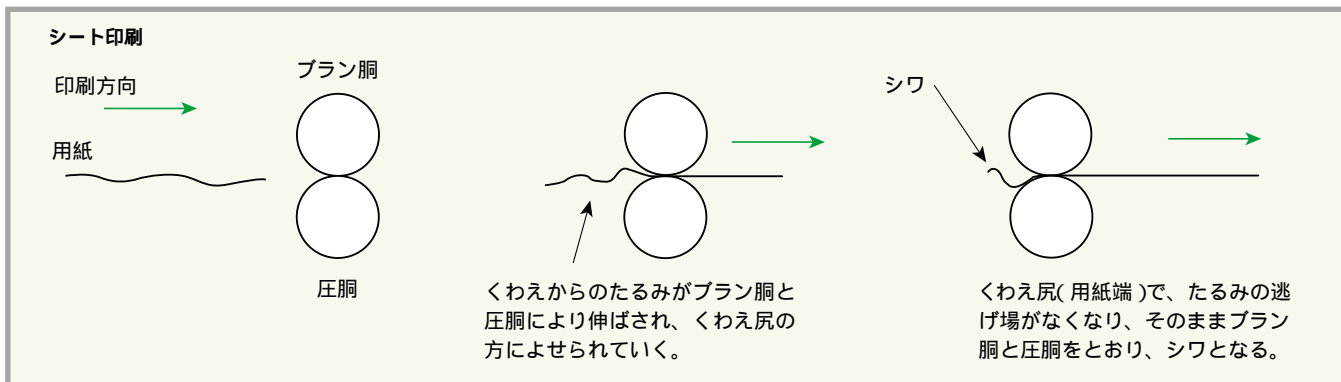 シート印刷
印刷方向
用紙
ブラン胴
圧胴
くわえからのたるみがブラン胴と
圧胴により伸ばされ、くわえ尻の
方によせられていく。
シワ
くわえ尻( 用紙端 )で、たるみの逃
げ場がなくなり、そのままブラン
胴と圧胴をとおり、シワとなる。